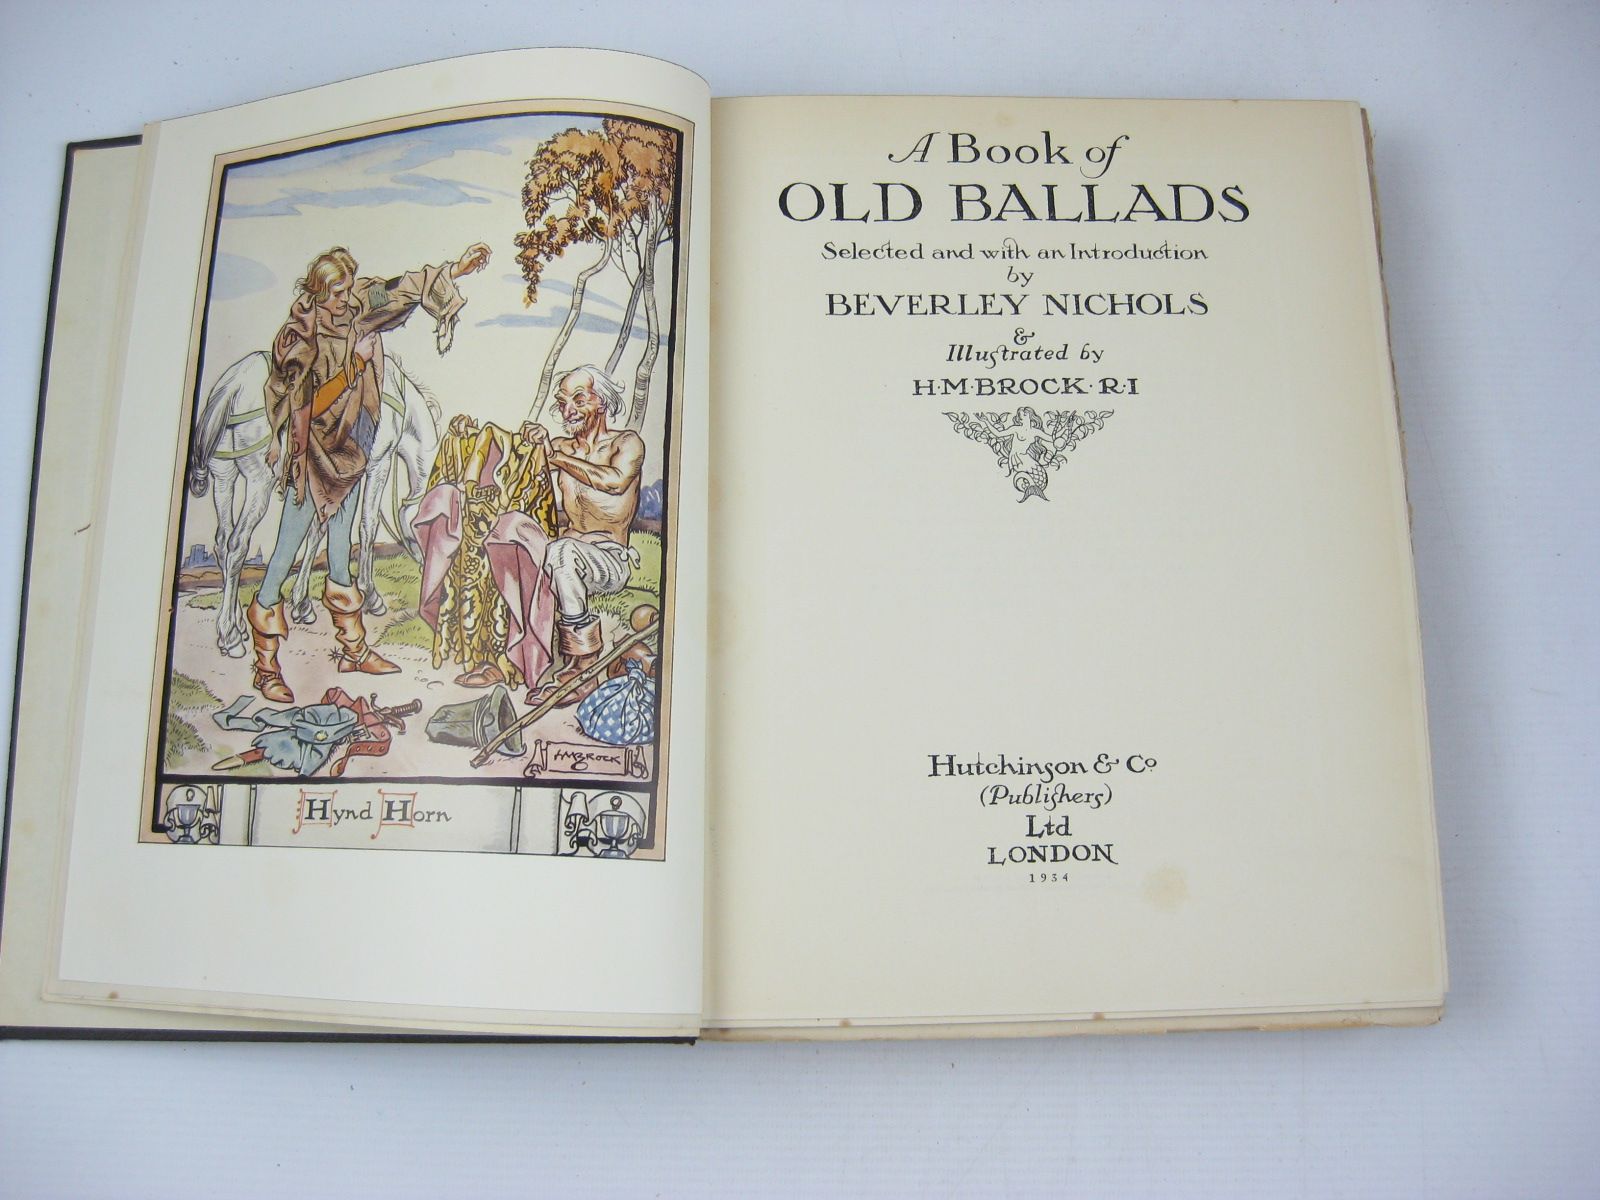 HMBROCK
Hynd Horn
A Book of
OLD BALLADS
Selected and with an Introduction
by
BEVERLEY NICHOLS
&
Illustrated by
H·M·BROCK·R·I
Hutchinson & Co
(Publishers)
Ltd
LONDON
1934